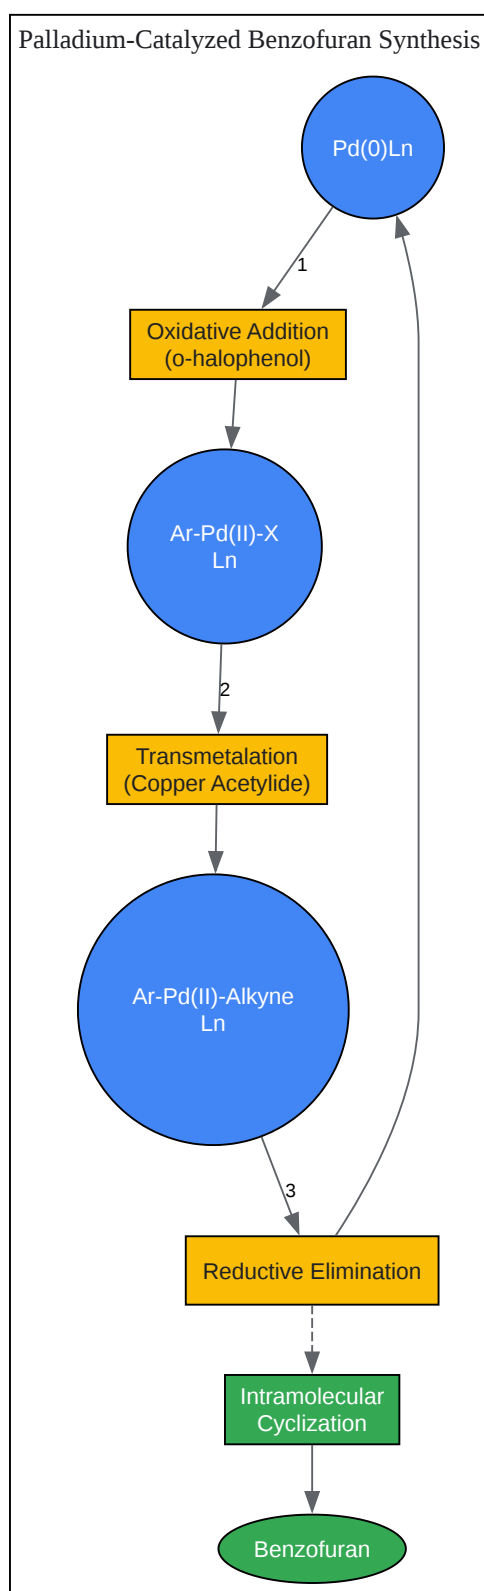 Palladium-Catalyzed Benzofuran Synthesis
Pd(0)Ln
1
Oxidative Addition
(o-halophenol)
Ar-Pd(II)-X
Ln
2
Transmetalation
(Copper Acetylide)
Ar-Pd(II)-Alkyne
Ln
3
Reductive Elimination
Intramolecular
Cyclization
Benzofuran